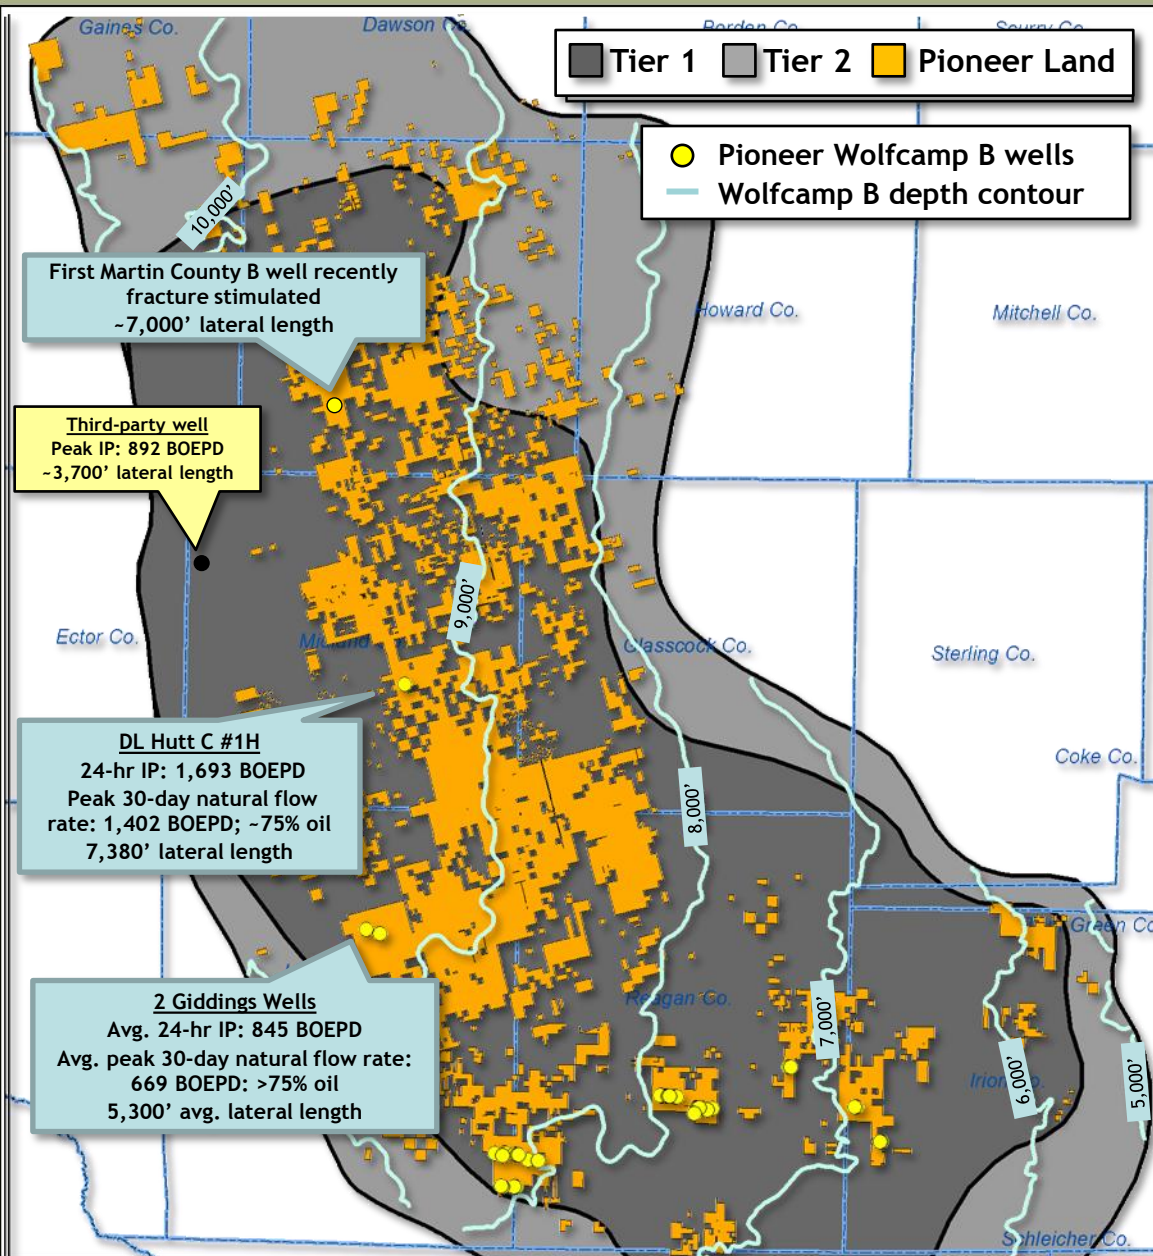 Gaines Co.
Dawson Co.
Borden Co.
Scurry Co.
Tier 1
Tier 2
Pioneer Land
Pioneer Wolfcamp B wells
Wolfcamp B depth contour
10,000’
First Martin County B well recently
fracture stimulated
~7,000’ lateral length
Howard Co.
Mitchell Co.
Third-party well
Peak IP: 892 BOEPD
~3,700’ lateral length
9,000’
Ector Co.
Glasscock Co.
Sterling Co.
DL Hutt C #1H
24-hr IP: 1,693 BOEPD
Peak 30-day natural flow
rate: 1,402 BOEPD; ~75% oil
7,380’ lateral length
8,000’
Coke Co.
Green Co
2 Giddings Wells
Avg. 24-hr IP: 845 BOEPD
Avg. peak 30-day natural flow rate:
669 BOEPD: >75% oil
5,300’ avg. lateral length
Reagan Co.
7,000’
Irion Co.
6,000’
5,000’
Schleicher Co.